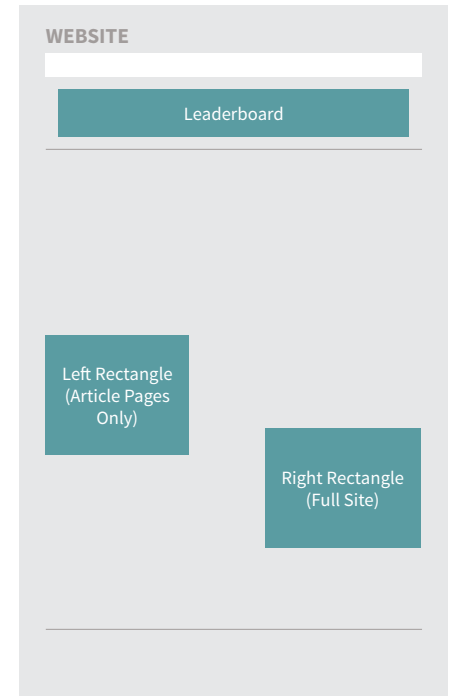 WEBSITE
Leaderboard
Left Rectangle
(Article Pages
Only)
Right Rectangle
(Full Site)